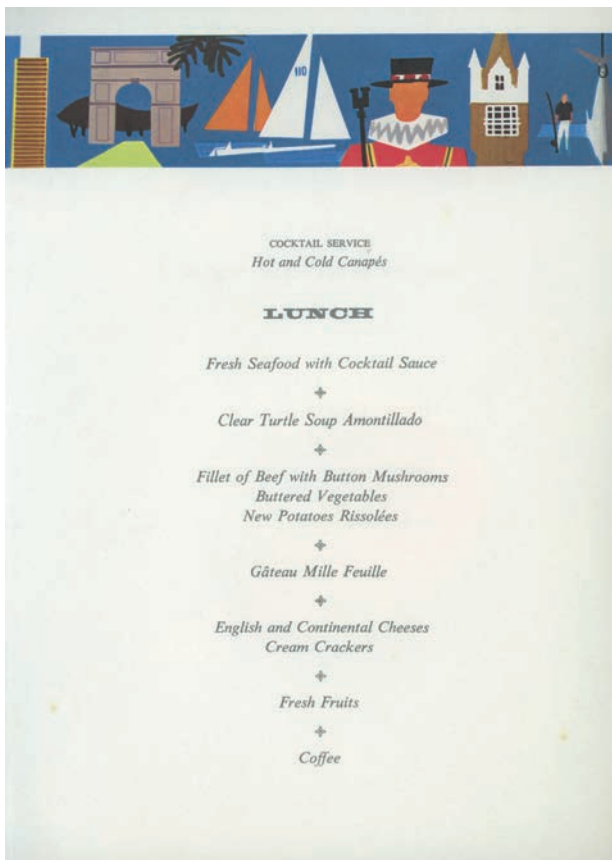 110
COCKTAIL SERVICE
Hot and Cold Canapés
LUNCH
Fresh Seafood with Cocktail Sauce
Clear Turtle Soup Amontillado
Fillet of Beef with Button Mushrooms
Buttered Vegetables
New Potatoes Rissolées
Gâteau Mille Feuille
English and Continental Cheeses
Cream Crackers
Fresh Fruits
Coffee